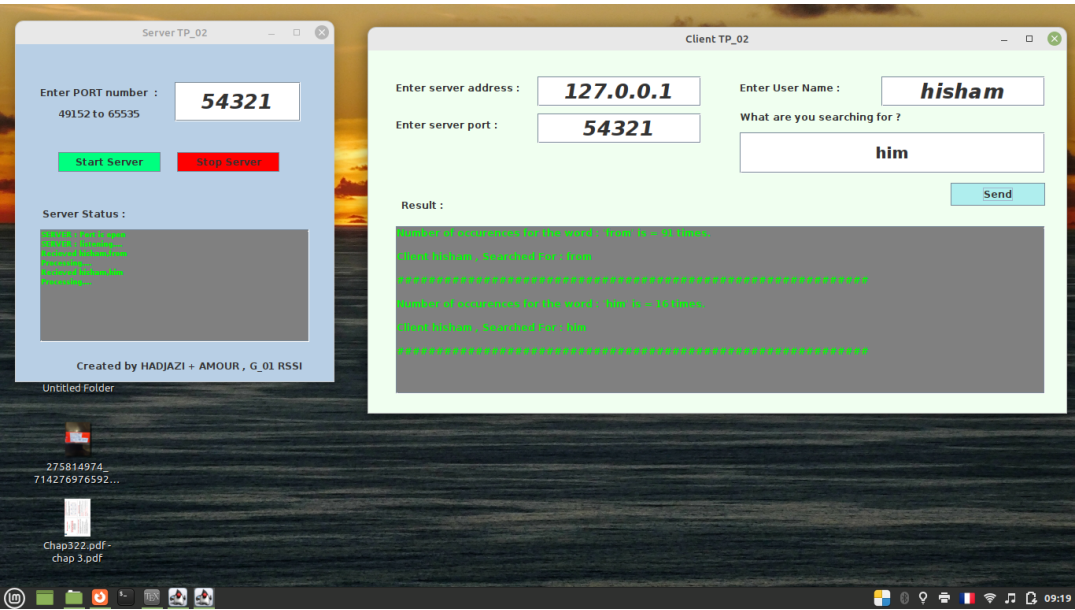 Server TP_02
Enter PORT number :
54321
49152 to 65535
Start Server
Stop Server
Server Status :
SERVER : Port is open
SERVER : listening....
Recieved hisham,from
Processing....
Recieved hisham,him
Processing....
Created by HADJAZI + AMOUR , G_01 RSSI
Client TP_02
Enter server address :
127.0.0.1
Enter User Name :
hisham
Enter server port :
54321
What are you searching for ?
him
Send
Result :
Number of occurences for the word : 'from' is = 91 times.
Client hisham , Searched For : from
Number of occurences for the word : 'him' is = 16 times.
Client hisham , Searched For : him
Untitled Folder
275814974_
714276976592...
Chap322.pdf -
chap 3.pdf
TEX
09:19